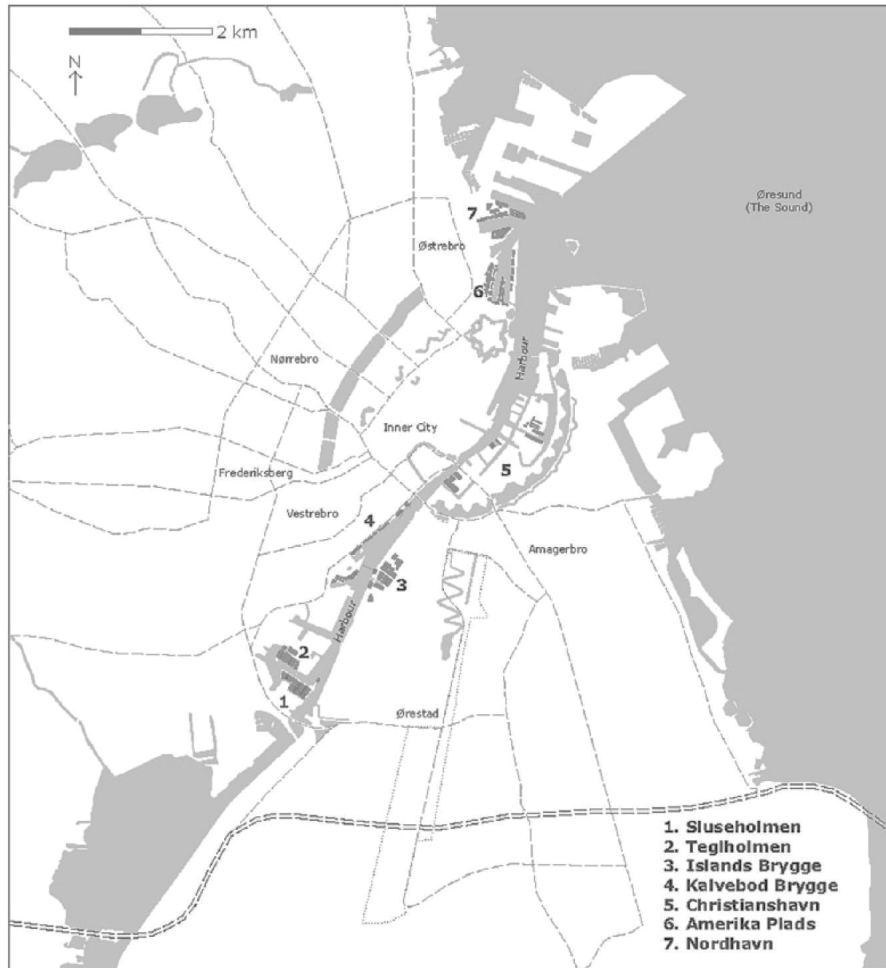 2 km
N
Øresund
(The Sound)
7
Østrebro
6
Harbour
Nørrebro
Inner City
5
Frederiksberg
Vestrebro
4
Amagerbro
3
Harbour
2
1
Ørestad
1. Sluseholmen
2. Teglholmen
3. Islands Brygge
4. Kalvebod Brygge
5. Christianshavn
6. Amerika Plads
7. Nordhavn